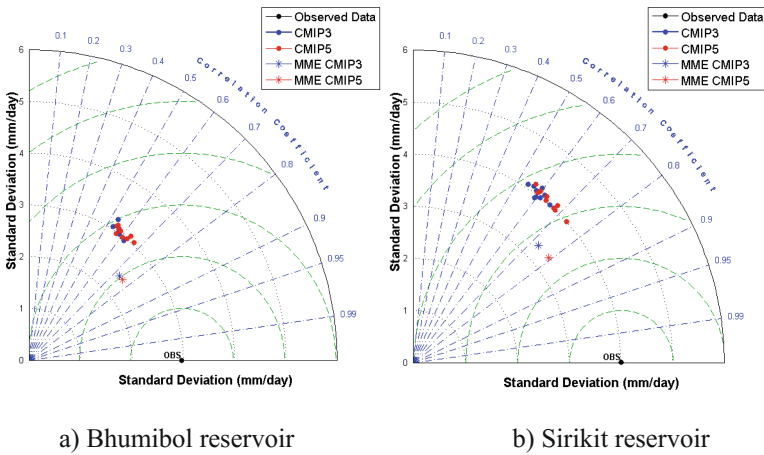 Observed Data
CMIP3
CMIP5
MME CMIP3
MME CMIP5
6
5
4
3
2
1
0
0.1
0.2
0.3
0.4
0.5
0.6
0.7
0.8
0.9
0.95
0.99
Correlation Coefficient
Standard Deviation (mm/day)
OBS
Standard Deviation (mm/day)
a) Bhumibol reservoir
Observed Data
CMIP3
CMIP5
MME CMIP3
MME CMIP5
6
5
4
3
2
1
0
0.1
0.2
0.3
0.4
0.5
0.6
0.7
0.8
0.9
0.95
0.99
Correlation Coefficient
Standard Deviation (mm/day)
OBS
Standard Deviation (mm/day)
b) Sirikit reservoir